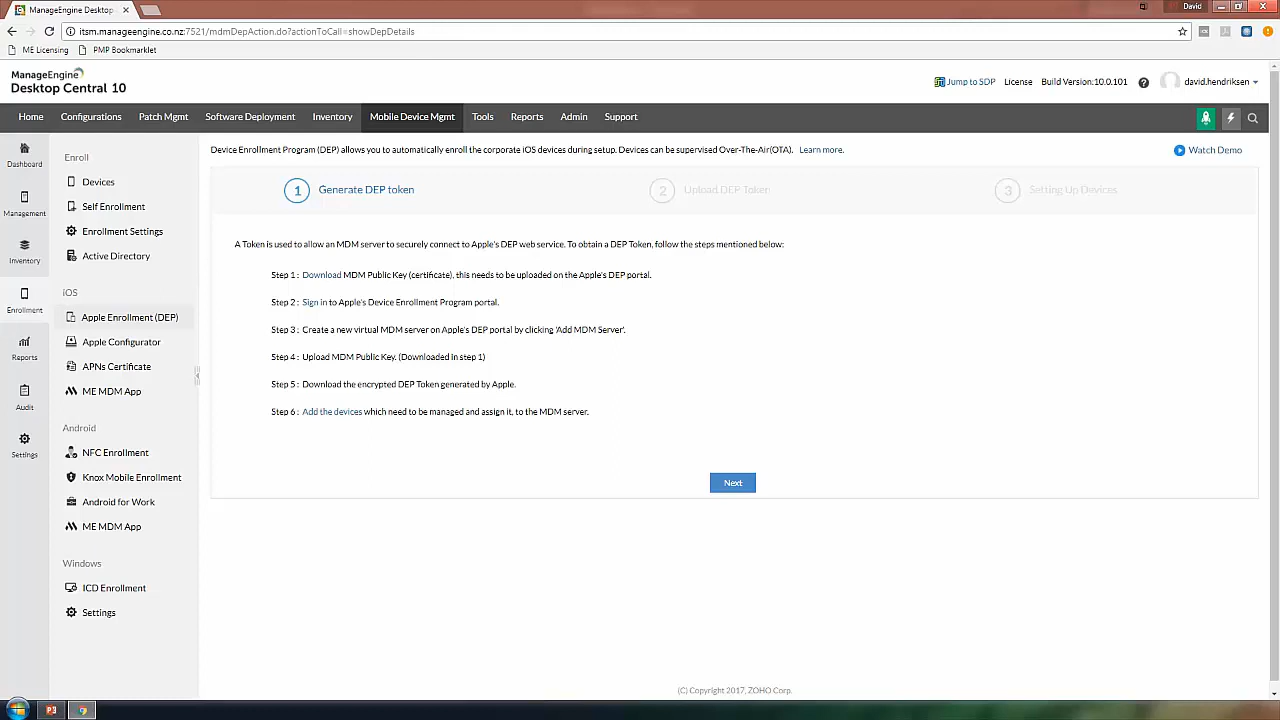 ManageEngine Desktop
David
itsm.manageengine.co.nz:7521/mdmDepAction.do?actionToCall=showDepDetails
ME Licensing
PMP Bookmarklet
ManageEngine
Desktop Central 10
Jump to SDP
License
Build Version:10.0.101
david.hendriksen
Home
Configurations
Patch Mgmt
Software Deployment
Inventory
Mobile Device Mgmt
Tools
Reports
Admin
Support
Dashboard
Management
Inventory
Enrollment
Reports
Audit
Settings
Enroll
Devices
Self Enrollment
Enrollment Settings
Active Directory
iOS
Apple Enrollment (DEP)
Apple Configurator
APNs Certificate
ME MDM App
Android
NFC Enrollment
Knox Mobile Enrollment
Android for Work
ME MDM App
Windows
ICD Enrollment
Settings
Device Enrollment Program (DEP) allows you to automatically enroll the corporate iOS devices during setup. Devices can be supervised Over-The-Air(OTA). Learn more.
Watch Demo
1 Generate DEP token
2 Upload DEP Token
3 Setting Up Devices
A Token is used to allow an MDM server to securely connect to Apple's DEP web service. To obtain a DEP Token, follow the steps mentioned below:
Step 1 : Download MDM Public Key (certificate), this needs to be uploaded on the Apple's DEP portal.
Step 2 : Sign in to Apple's Device Enrollment Program portal.
Step 3 : Create a new virtual MDM server on Apple's DEP portal by clicking 'Add MDM Server'.
Step 4 : Upload MDM Public Key. (Downloaded in step 1)
Step 5 : Download the encrypted DEP Token generated by Apple.
Step 6 : Add the devices which need to be managed and assign it, to the MDM server.
Next
(C) Copyright 2017, ZOHO Corp.